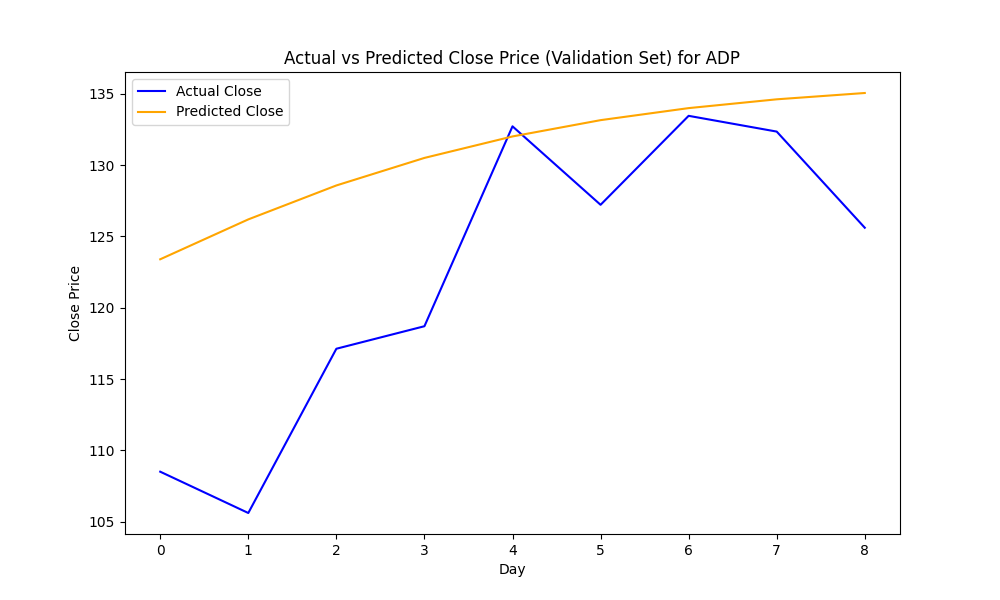 Actual vs Predicted Close Price (Validation Set) for ADP
Actual Close
Predicted Close
135
130
125
120
115
110
105
Close Price
0 1 2 3 4 5 6 7 8
Day